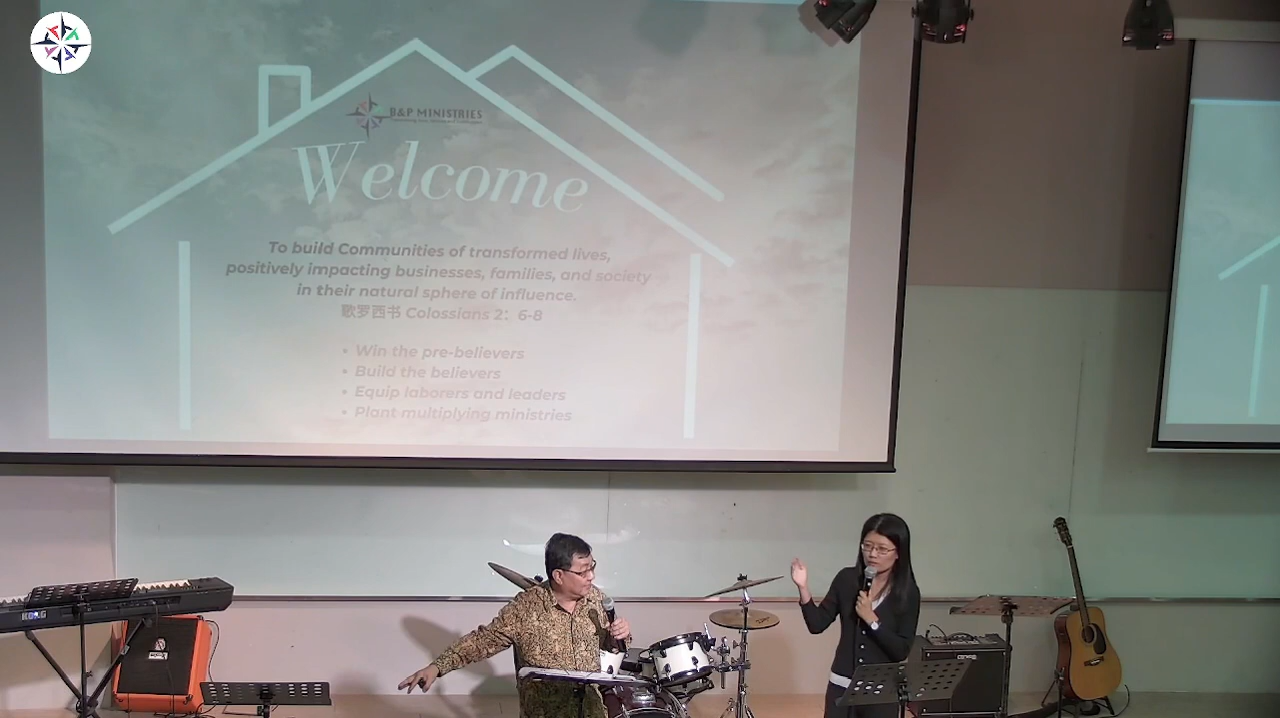 B&P MINISTRIES
Welcome
To build Communities of transformed lives,
positively impacting businesses, families, and society
in their natural sphere of influence.
歌罗西书 Colossians 2：6-8
• Win the pre-believers
• Build the believers
• Equip laborers and leaders
• Plant multiplying ministries
KORG